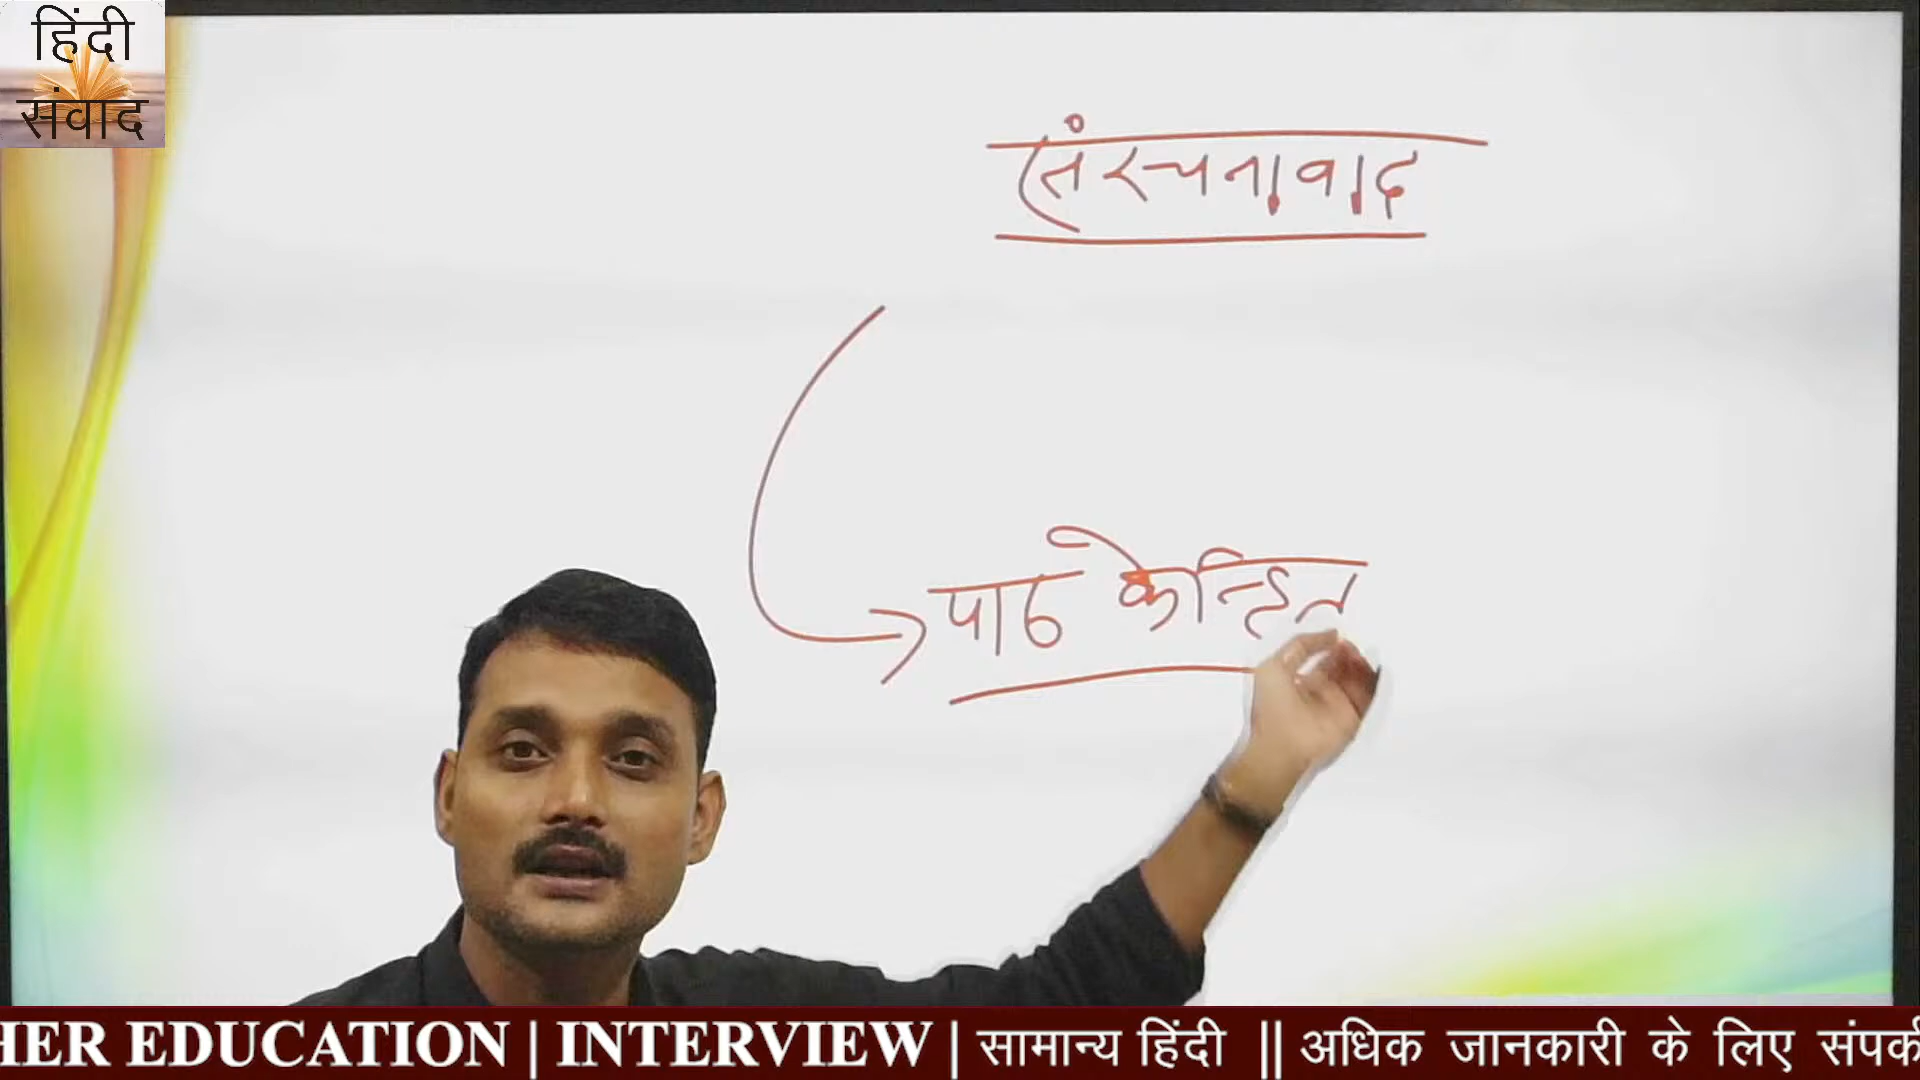 हिंदी
संवाद
संरचनावाद
पाठ केन्द्रित
HER EDUCATION | INTERVIEW | सामान्य हिंदी || अधिक जानकारी के लिए संपर्क